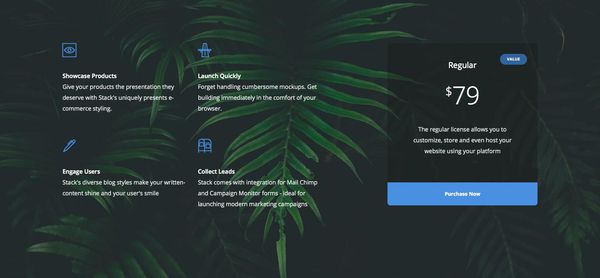 Showcase Products
Give your products the presentation they
deserve with Stack's uniquely presents e-
commerce styling.
Launch Quickly
Forget handling cumbersome mockups. Get
building immediately in the comfort of your
browser.
Engage Users
Stack's diverse blog styles make your written-
content shine and your user's smile
Collect Leads
Stack comes with integration for Mail Chimp
and Campaign Monitor forms - ideal for
launching modern marketing campaigns
VALUE
Regular
$79
The regular license allows you to
customize, store and even host your
website using your platform
Purchase Now